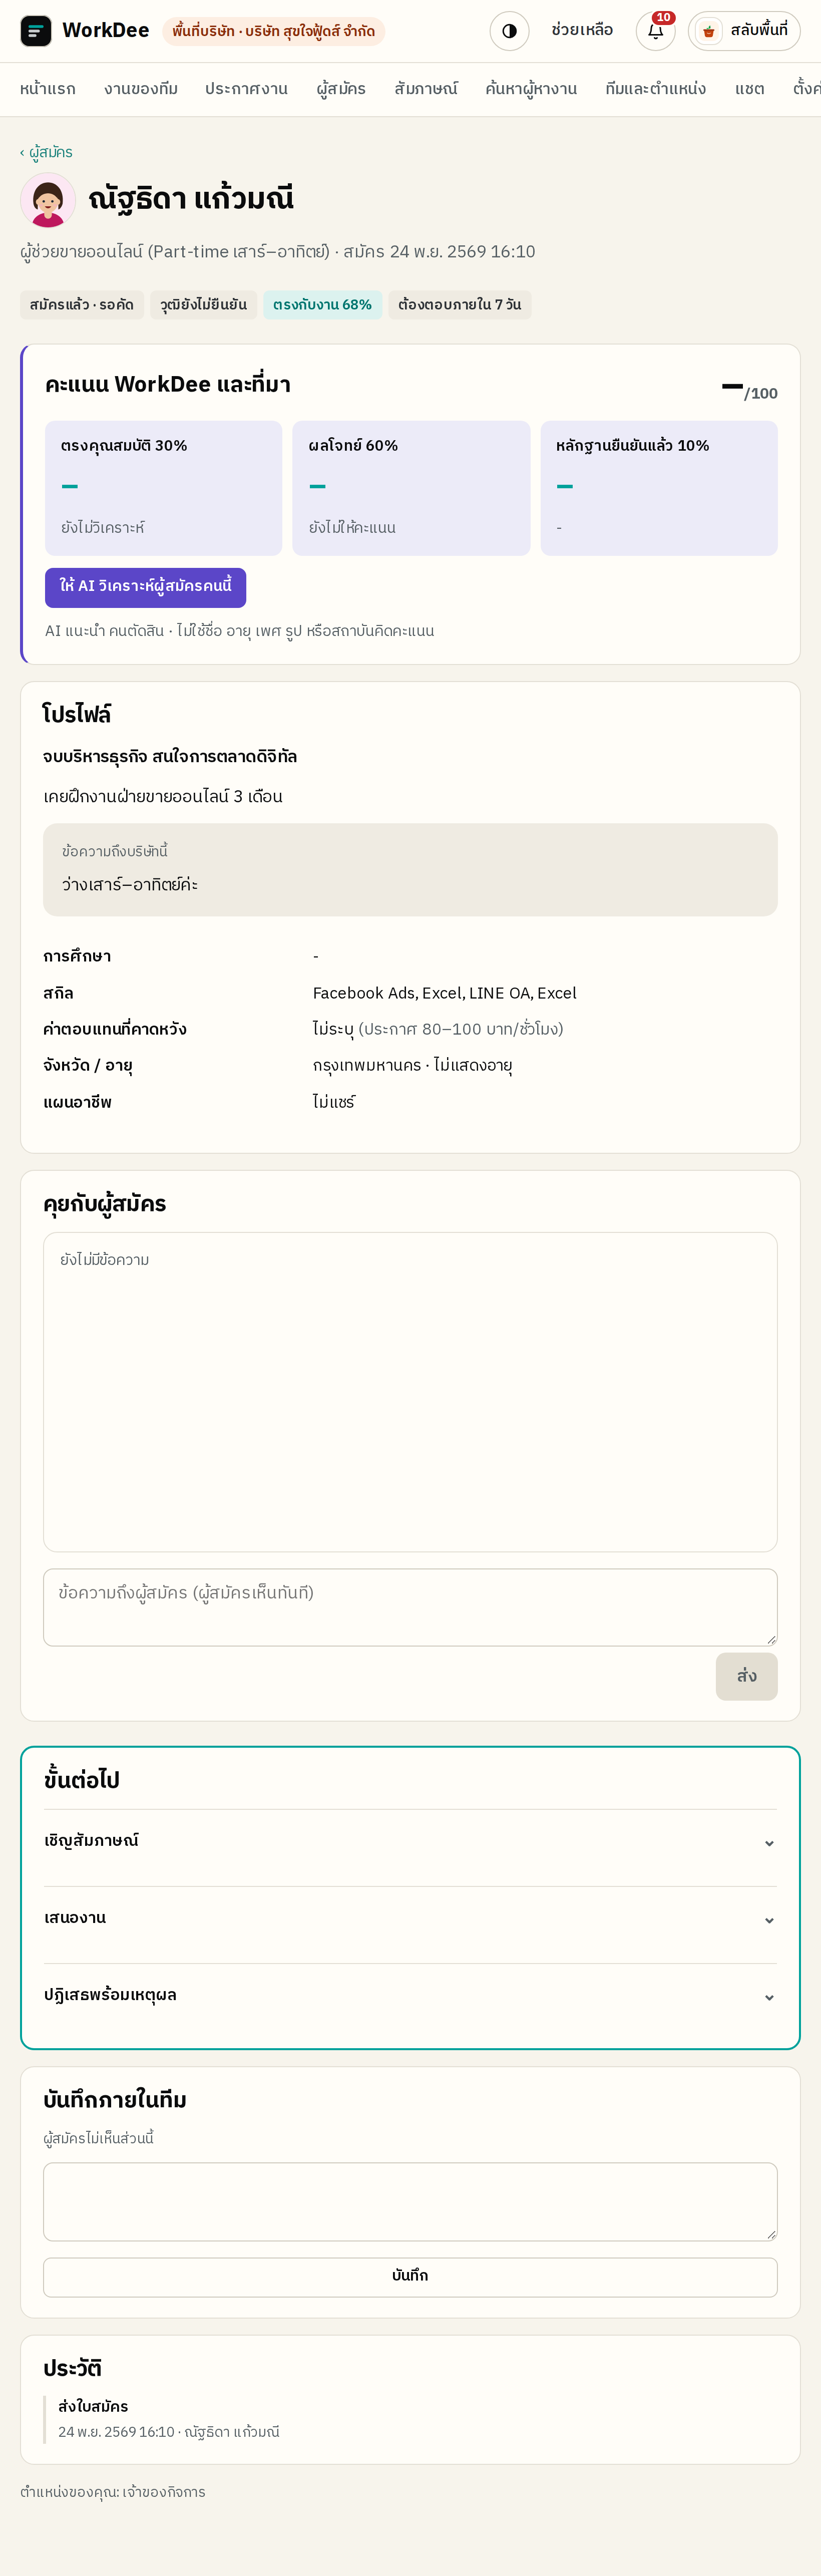 WorkDee
พื้นที่บริษัท · บริษัท สุขใจฟู้ดส์ จำกัด
ช่วยเหลือ
10
สลับพื้นที่
หน้าแรก งานของทีม ประกาศงาน ผู้สมัคร สัมภาษณ์ ค้นหาผู้หางาน ทีมและตำแหน่ง แชต ตั้งค่
‹ ผู้สมัคร
ณัฐธิดา แก้วมณี
ผู้ช่วยขายออนไลน์ (Part-time เสาร์–อาทิตย์) · สมัคร 24 พ.ย. 2569 16:10
สมัครแล้ว · รอคัด วุฒิยังไม่ยืนยัน ตรงกับงาน 68% ต้องตอบภายใน 7 วัน
คะแนน WorkDee และที่มา
–/100
ตรงคุณสมบัติ 30%
–
ยังไม่วิเคราะห์
ผลโจทย์ 60%
–
ยังไม่ให้คะแนน
หลักฐานยืนยันแล้ว 10%
–
-
ให้ AI วิเคราะห์ผู้สมัครคนนี้
AI แนะนำ คนตัดสิน · ไม่ใช้ชื่อ อายุ เพศ รูป หรือสถาบันคิดคะแนน
โปรไฟล์
จบบริหารธุรกิจ สนใจการตลาดดิจิทัล
เคยฝึกงานฝ่ายขายออนไลน์ 3 เดือน
ข้อความถึงบริษัทนี้
ว่างเสาร์–อาทิตย์ค่ะ
การศึกษา -
สกิล Facebook Ads, Excel, LINE OA, Excel
ค่าตอบแทนที่คาดหวัง ไม่ระบุ (ประกาศ 80–100 บาท/ชั่วโมง)
จังหวัด / อายุ กรุงเทพมหานคร · ไม่แสดงอายุ
แผนอาชีพ ไม่แชร์
คุยกับผู้สมัคร
ยังไม่มีข้อความ
ข้อความถึงผู้สมัคร (ผู้สมัครเห็นทันที)
ส่ง
ขั้นต่อไป
เชิญสัมภาษณ์
เสนองาน
ปฏิเสธพร้อมเหตุผล
บันทึกภายในทีม
ผู้สมัครไม่เห็นส่วนนี้
บันทึก
ประวัติ
ส่งใบสมัคร
24 พ.ย. 2569 16:10 · ณัฐธิดา แก้วมณี
ตำแหน่งของคุณ: เจ้าของกิจการ